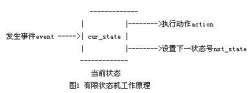 ------------
|          |-------->执行动作action
发生事件event ----->| cur_state |
|          |-------->设置下一状态号nxt_state
------------
当前状态
图1 有限状态机工作原理